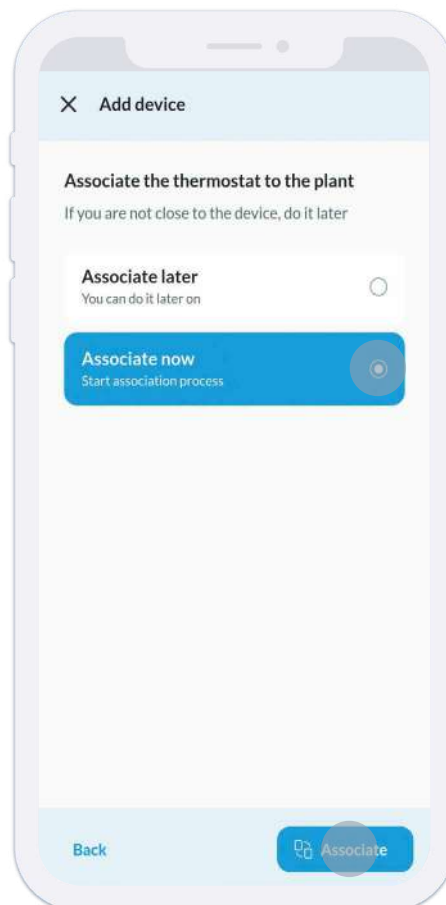 Add device
Associate the thermostat to the plant
If you are not close to the device, do it later
Associate later
You can do it later on
Associate now
Start association process
Back
Associate